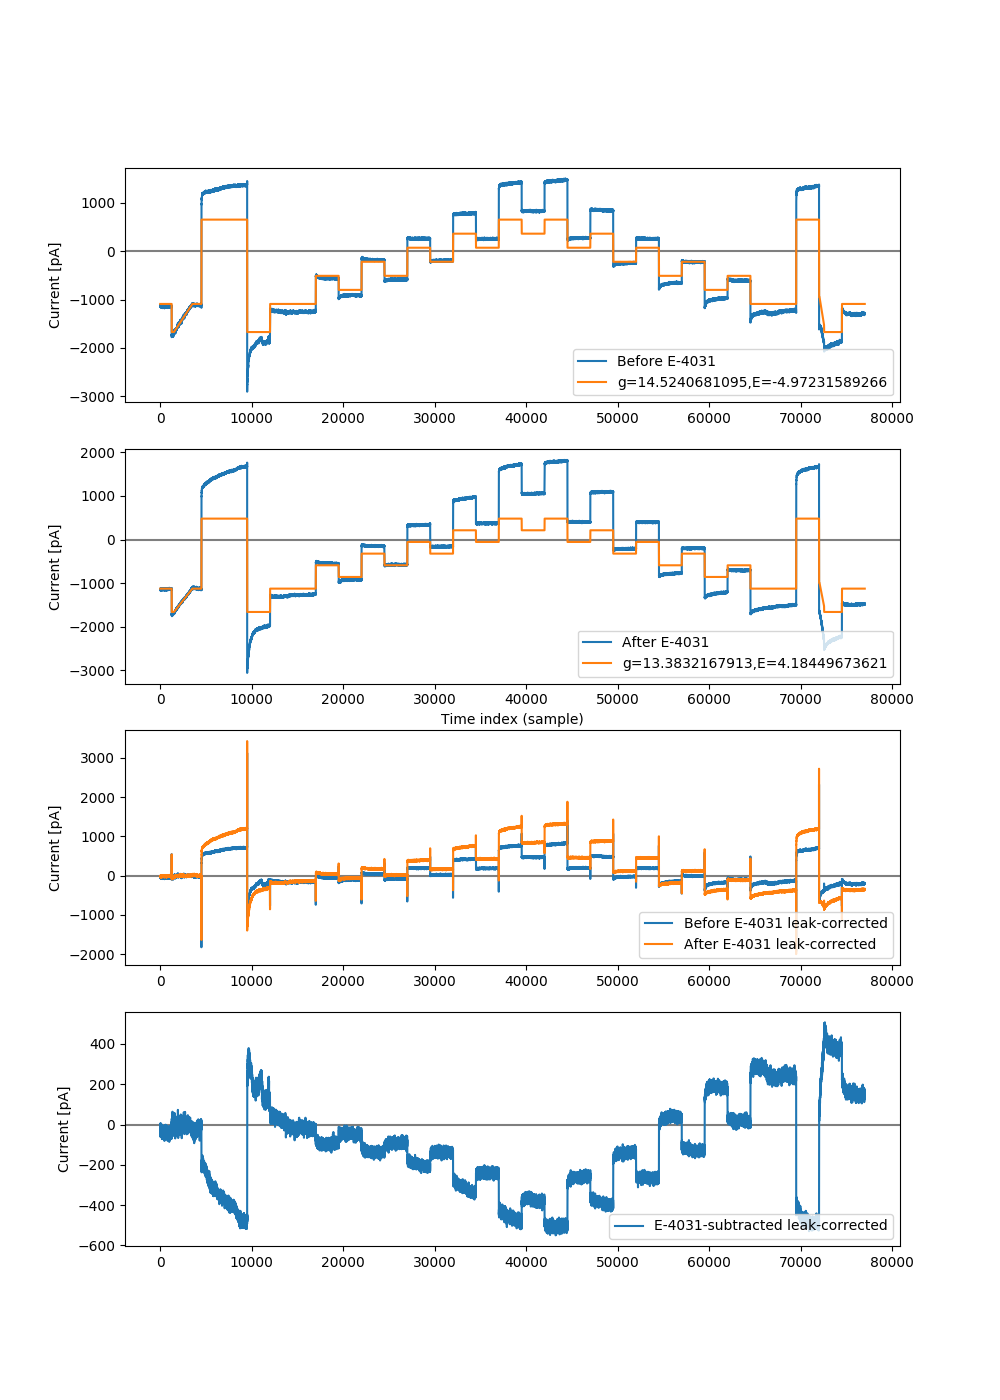 Current [pA]
1000
0
−1000
−2000
−3000
0 10000 20000 30000 40000 50000 60000 70000 80000
Before E-4031
g=14.5240681095,E=-4.97231589266
Current [pA]
2000
1000
0
−1000
−2000
−3000
0 10000 20000 30000 40000 50000 60000 70000 80000
After E-4031
g=13.3832167913,E=4.18449673621
Time index (sample)
Current [pA]
3000
2000
1000
0
−1000
−2000
0 10000 20000 30000 40000 50000 60000 70000 80000
Before E-4031 leak-corrected
After E-4031 leak-corrected
Current [pA]
400
200
0
−200
−400
−600
0 10000 20000 30000 40000 50000 60000 70000 80000
E-4031-subtracted leak-corrected